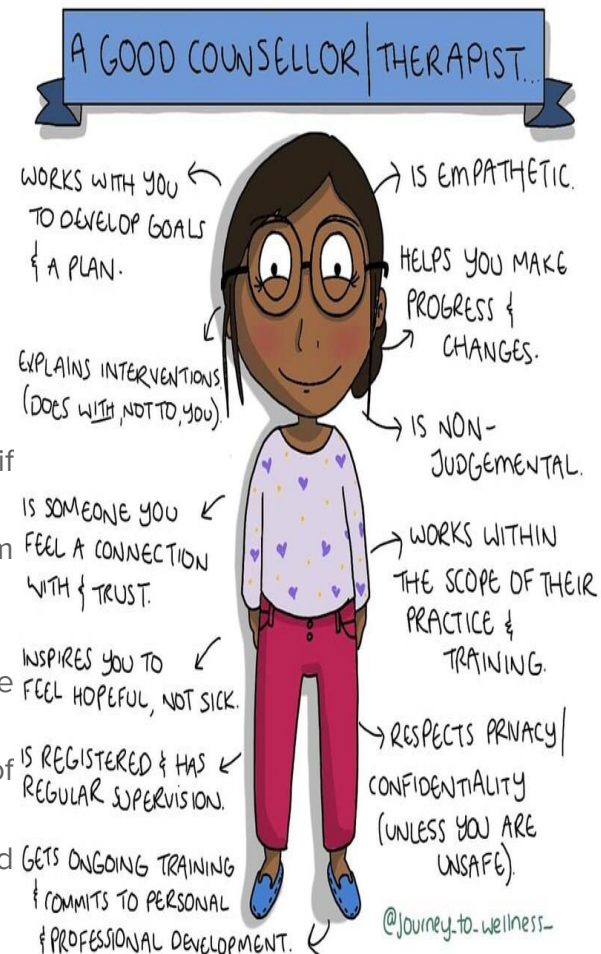 A GOOD COUNSELLOR|THERAPIST...
WORKS WITH YOU
TO DEVELOP GOALS
& A PLAN.
EXPLAINS INTERVENTIONS
(DOES WITH, NOT TO, YOU).
IS SOMEONE YOU
FEEL A CONNECTION
WITH & TRUST.
INSPIRES YOU TO
FEEL HOPEFUL, NOT SICK.
IS REGISTERED & HAS
REGULAR SUPERVISION.
GETS ONGOING TRAINING
& COMMITS TO PERSONAL
& PROFESSIONAL DEVELOPMENT.
IS EMPATHETIC.
HELPS YOU MAKE
PROGRESS &
CHANGES.
IS NON-
JUDGEMENTAL.
WORKS WITHIN
THE SCOPE OF THEIR
PRACTICE &
TRAINING.
RESPECTS PRIVACY/
CONFIDENTIALITY
(UNLESS YOU ARE
UNSAFE).
@journey_to_wellness_
if